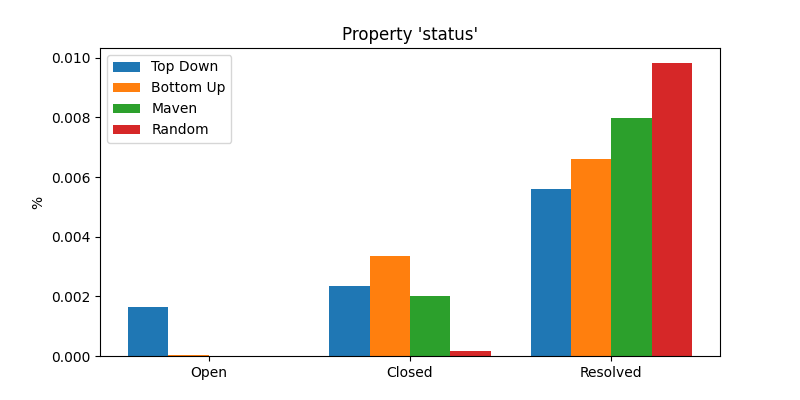 Property 'status'
%
0.010
0.008
0.006
0.004
0.002
0.000
Top Down
Bottom Up
Maven
Random
Open
Closed
Resolved